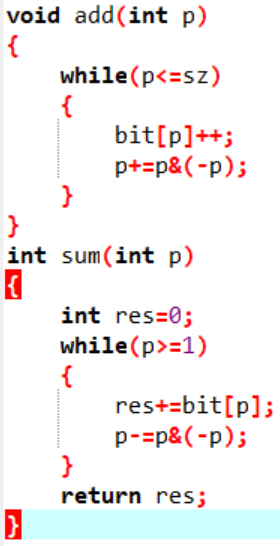 void add(int p)
{
    while(p<=sz)
    {
        bit[p]++;
        p+=p&(-p);
    }
}
int sum(int p)
{
    int res=0;
    while(p>=1)
    {
        res+=bit[p];
        p-=p&(-p);
    }
    return res;
}